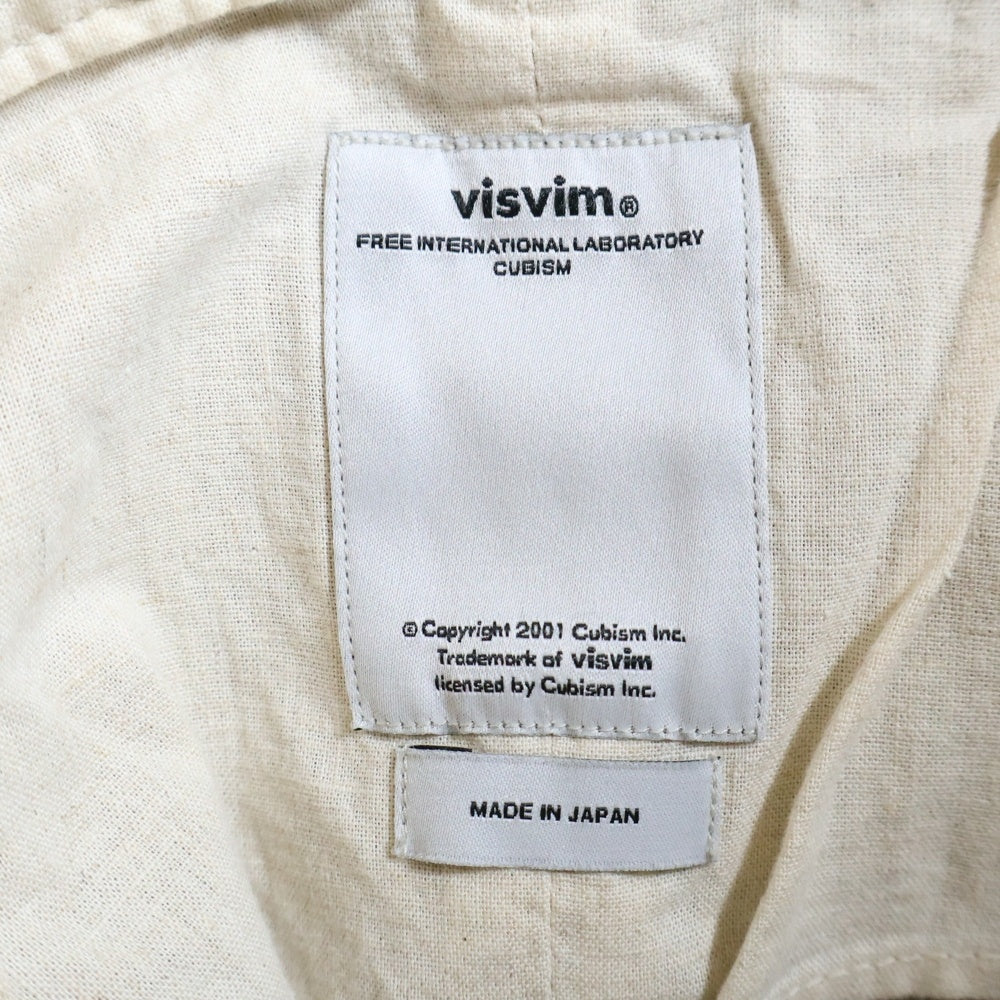 visvim®
FREE INTERNATIONAL LABORATORY
CUBISM
© Copyright 2001 Cubism Inc.
Trademark of visvim
licensed by Cubism Inc.
MADE IN JAPAN